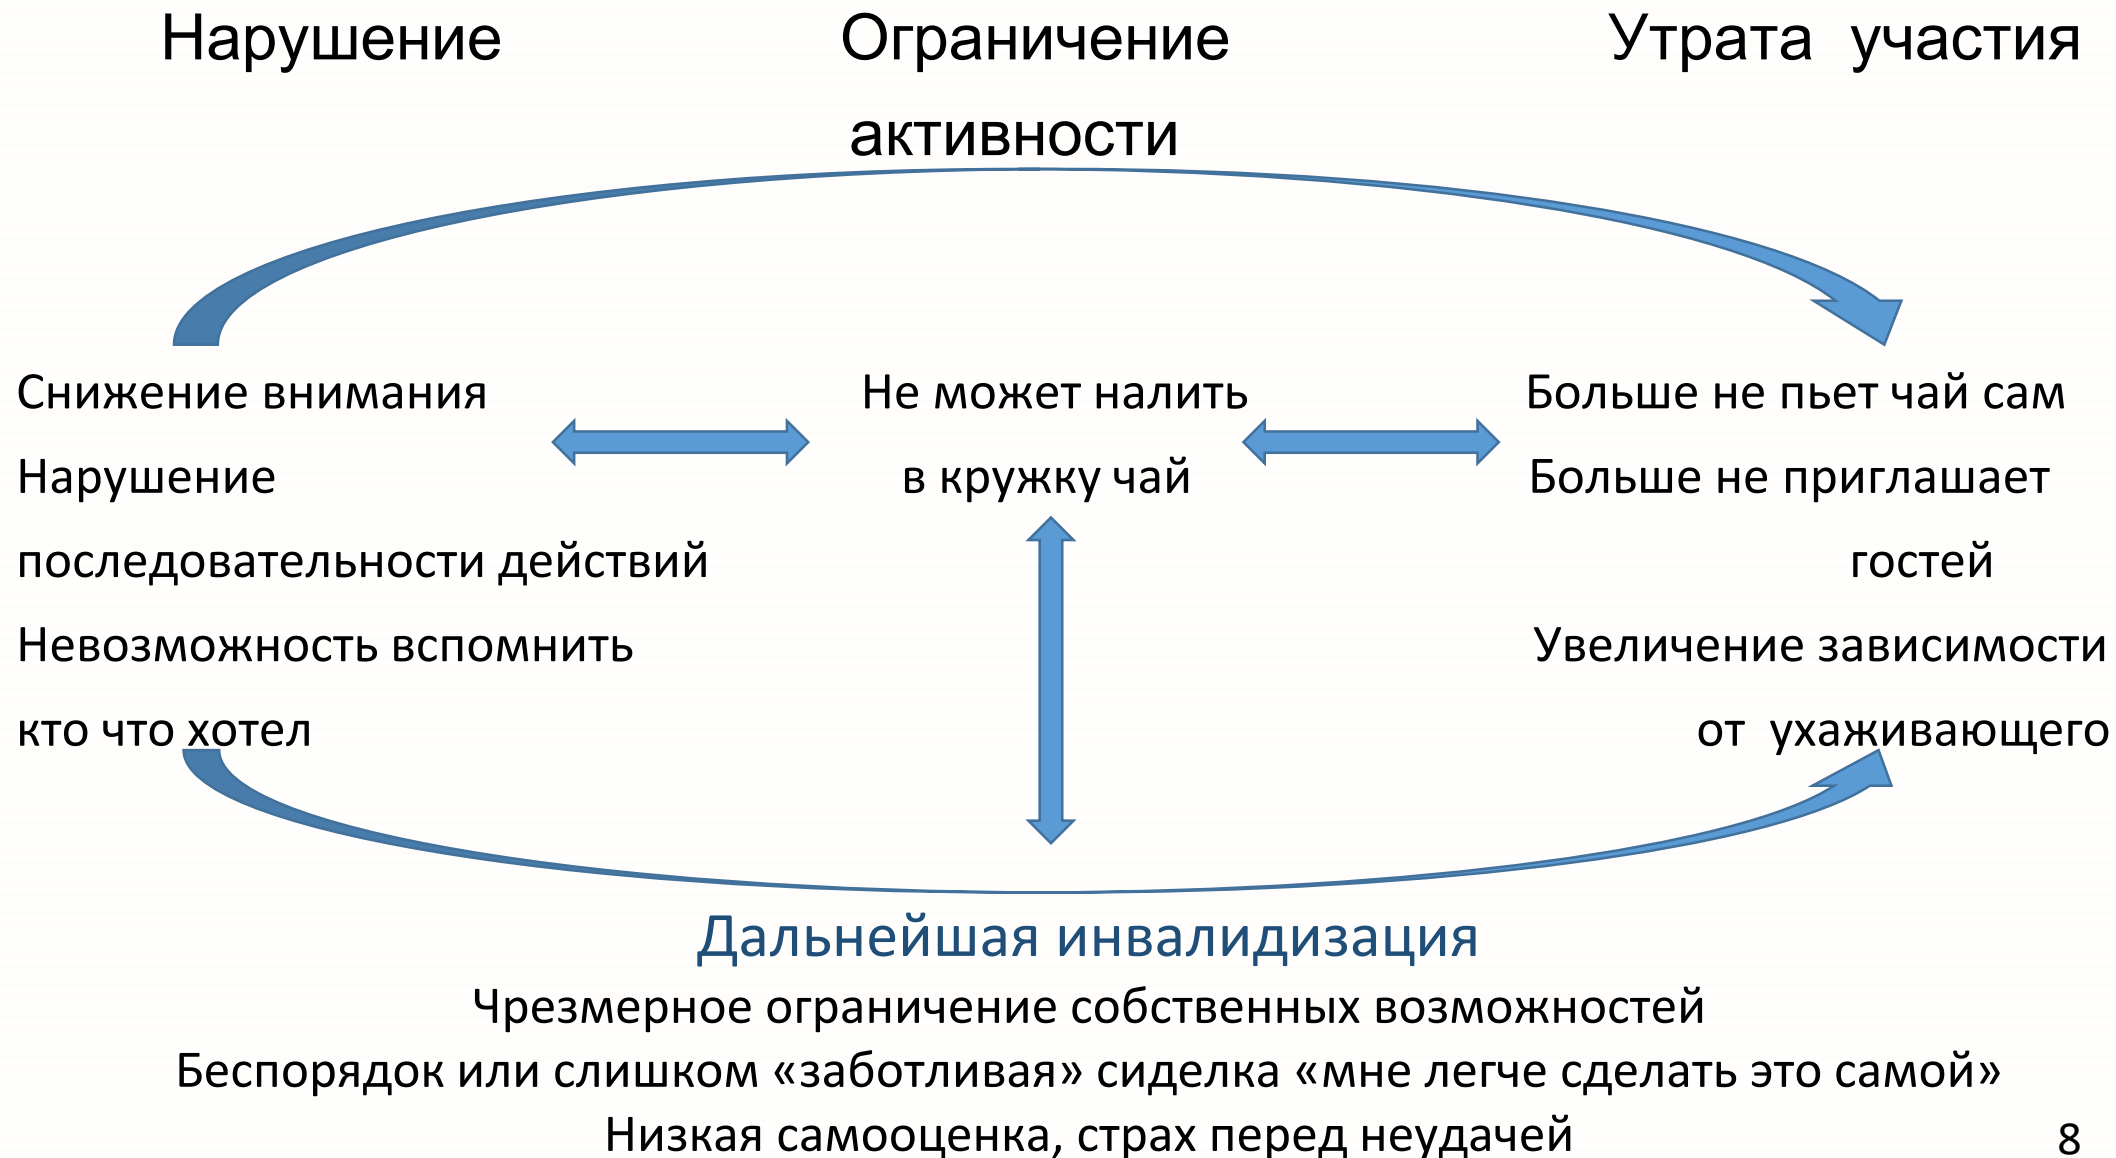 Нарушение
Ограничение
активности
Утрата участия
Снижение внимания
Нарушение
последовательности действий
Невозможность вспомнить
кто что хотел
Не может налить
в кружку чай
Больше не пьет чай сам
Больше не приглашает
гостей
Увеличение зависимости
от ухаживающего
Дальнейшая инвалидизация
Чрезмерное ограничение собственных возможностей
Беспорядок или слишком «заботливая» сиделка «мне легче сделать это самой»
Низкая самооценка, страх перед неудачей
8